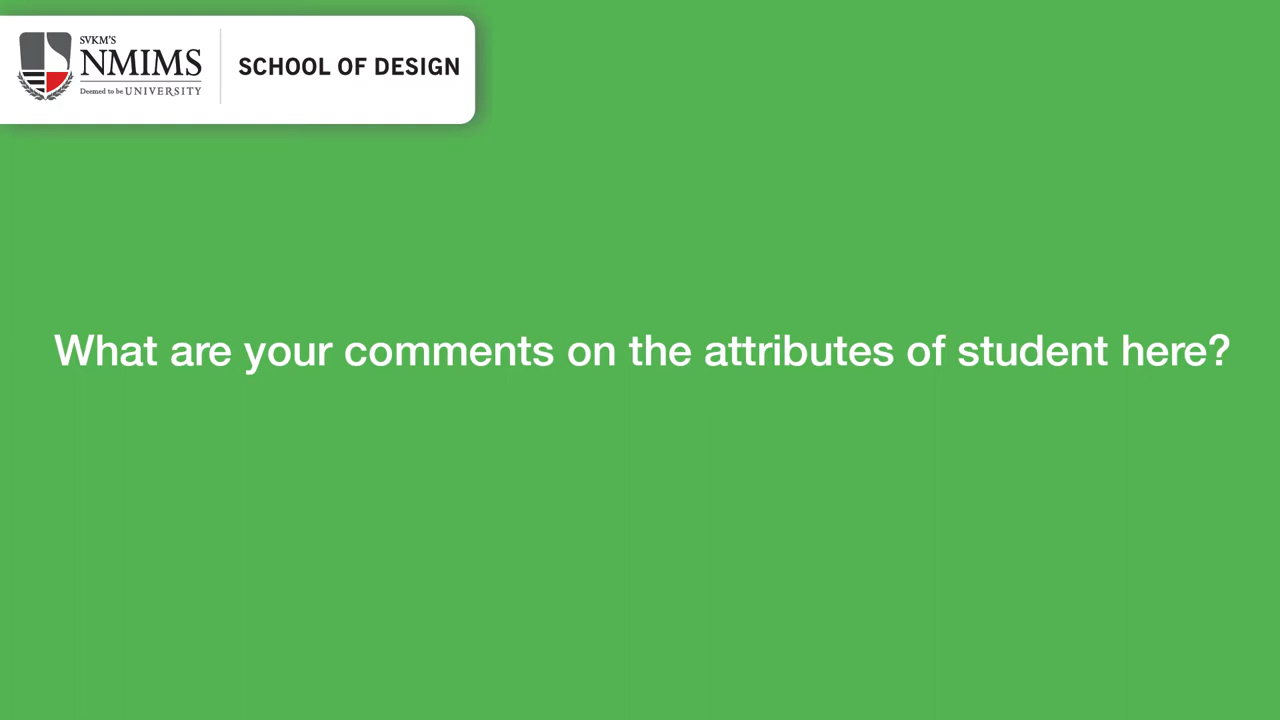 SVKM'S
NMIMS
Deemed to be UNIVERSITY
SCHOOL OF DESIGN
What are your comments on the attributes of student here?